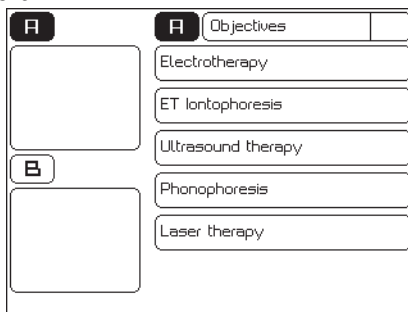 A
A Objectives
Electrotherapy
ET Iontophoresis
Ultrasound therapy
B
Phonophoresis
Laser therapy